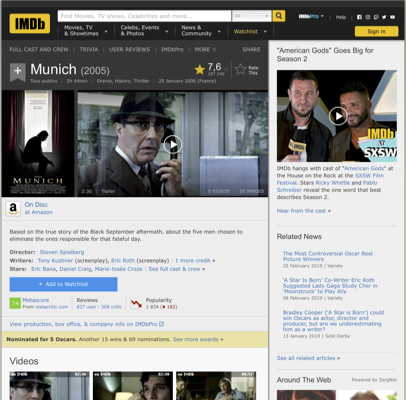 IMDb
Find Movies, TV shows, Celebrities and more...
All
IMDbPro
Help
Movies, TV
& Showtimes
Celebs, Events
& Photos
News &
Community
Watchlist
Sign in
FULL CAST AND CREW
TRIVIA
USER REVIEWS
IMDbPro
MORE
SHARE
Munich (2005)
Tous publics
2h 44min
Drama, History, Thriller
25 January 2006 (France)
7,6
Rate
This
MUNICH
2:30
Trailer
5 VIDEOS
26 IMAGES
a
On Disc
at Amazon
Based on the true story of the Black September aftermath, about the five men chosen to
eliminate the ones responsible for that fateful day.
Director: Steven Spielberg
Writers: Tony Kushner (screenplay), Eric Roth (screenplay) | 1 more credit »
Stars: Eric Bana, Daniel Craig, Marie-Josée Croze | See full cast & crew »
+ Add to Watchlist
74
Metascore
From metacritic.com
Reviews
837 user | 308 critic
Popularity
1 834 ( 182)
View production, box office, & company info on IMDbPro
Nominated for 5 Oscars. Another 15 wins & 69 nominations. See more awards »
Videos
"American Gods" Goes Big for
Season 2
IMDb
SXSW
IMDb hangs with cast of "American Gods" at
the House on the Rock at the SXSW Film
Festival. Stars Ricky Whittle and Pablo
Schreiber reveal the one word that best
describes Season 2.
Hear from the cast »
Related News
The Most Controversial Oscar Best
Picture Winners
25 February 2019 | Variety
'A Star Is Born' Co-Writer Eric Roth
Suggested Lady Gaga Study Cher in
'Moonstruck' to Play Ally
08 February 2019 | Variety
Bradley Cooper ('A Star is Born') could
win Oscars as actor, director and
producer, but are we underestimating
him as a writer?
13 January 2019 | Gold Derby
See all related articles »
Around The Web
Powered by ZergNet